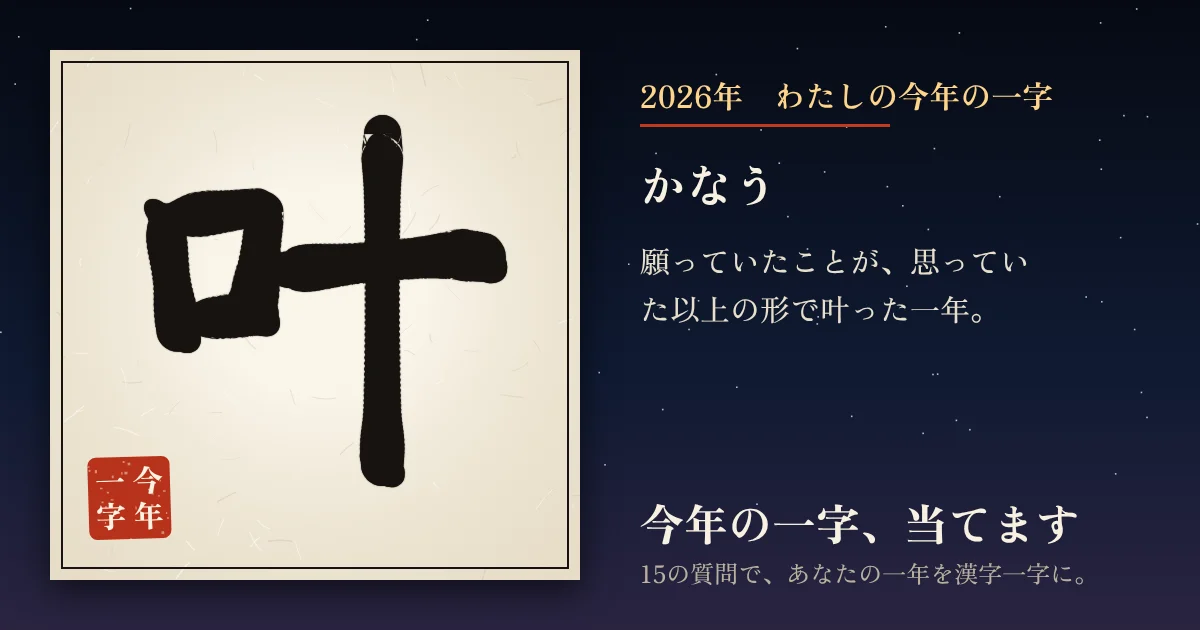 叶
今年
一字
2026年 わたしの今年の一字
かなう
願っていたことが、思ってい
た以上の形で叶った一年。
今年の一字、当てます
15の質問で、あなたの一年を漢字一字に。